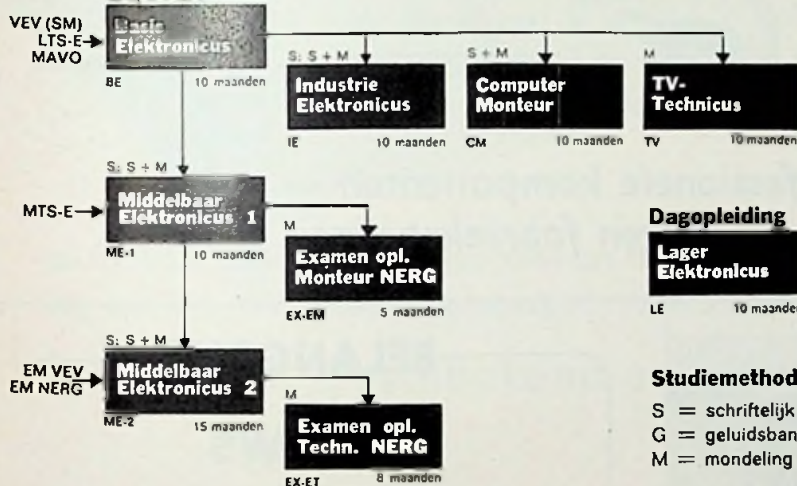 VEV (SM)
LTS-E
MAVO
Basis
Elektronicus
BE 10 maanden
S: S + M
Industrie
Elektronicus
IE 10 maanden
S + M
Computer
Monteur
CM 10 maanden
M
TV-
Technicus
TV 10 maanden
S: S + M
MTS-E
Middelbaar
Elektronicus 1
ME-1 10 maanden
M
Examen opl.
Monteur NERG
EX-EM 5 maanden
Dagopleiding
Lager
Elektronicus
LE 10 maanden
S: S + M
EM VEV
EM NERG
Middelbaar
Elektronicus 2
ME-2 15 maanden
M
Examen opl.
Techn. NERG
EX-ET 8 maanden
Studiemethod
S = schriftelijk
G = geluidsban
M = mondeling